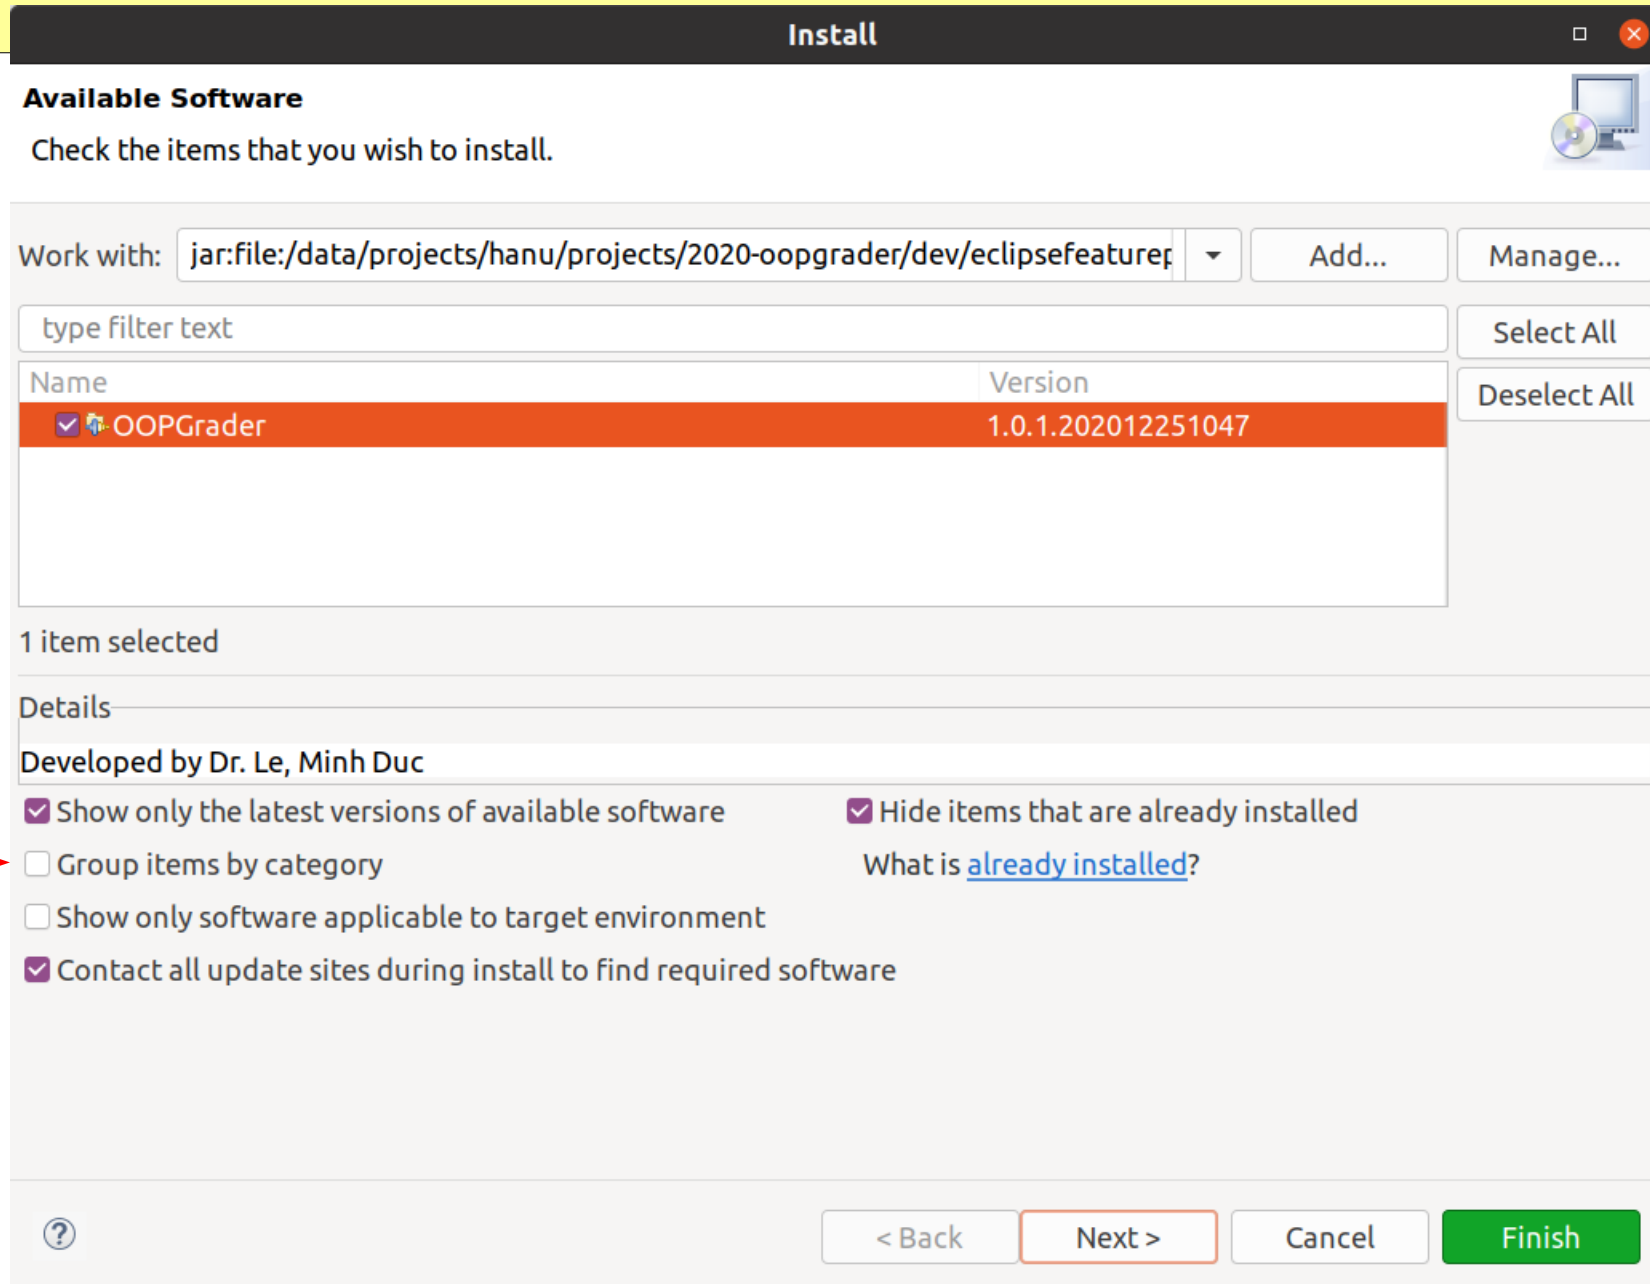 Install
Available Software
Check the items that you wish to install.
Work with: jar:file:/data/projects/hanu/projects/2020-oopgrader/dev/eclipsefeaturep Add... Manage...
type filter text Select All
Name Version Deselect All
OOPGrader 1.0.1.202012251047
1 item selected
Details
Developed by Dr. Le, Minh Duc
Show only the latest versions of available software Hide items that are already installed
Group items by category What is already installed?
Show only software applicable to target environment
Contact all update sites during install to find required software
? < Back Next > Cancel Finish